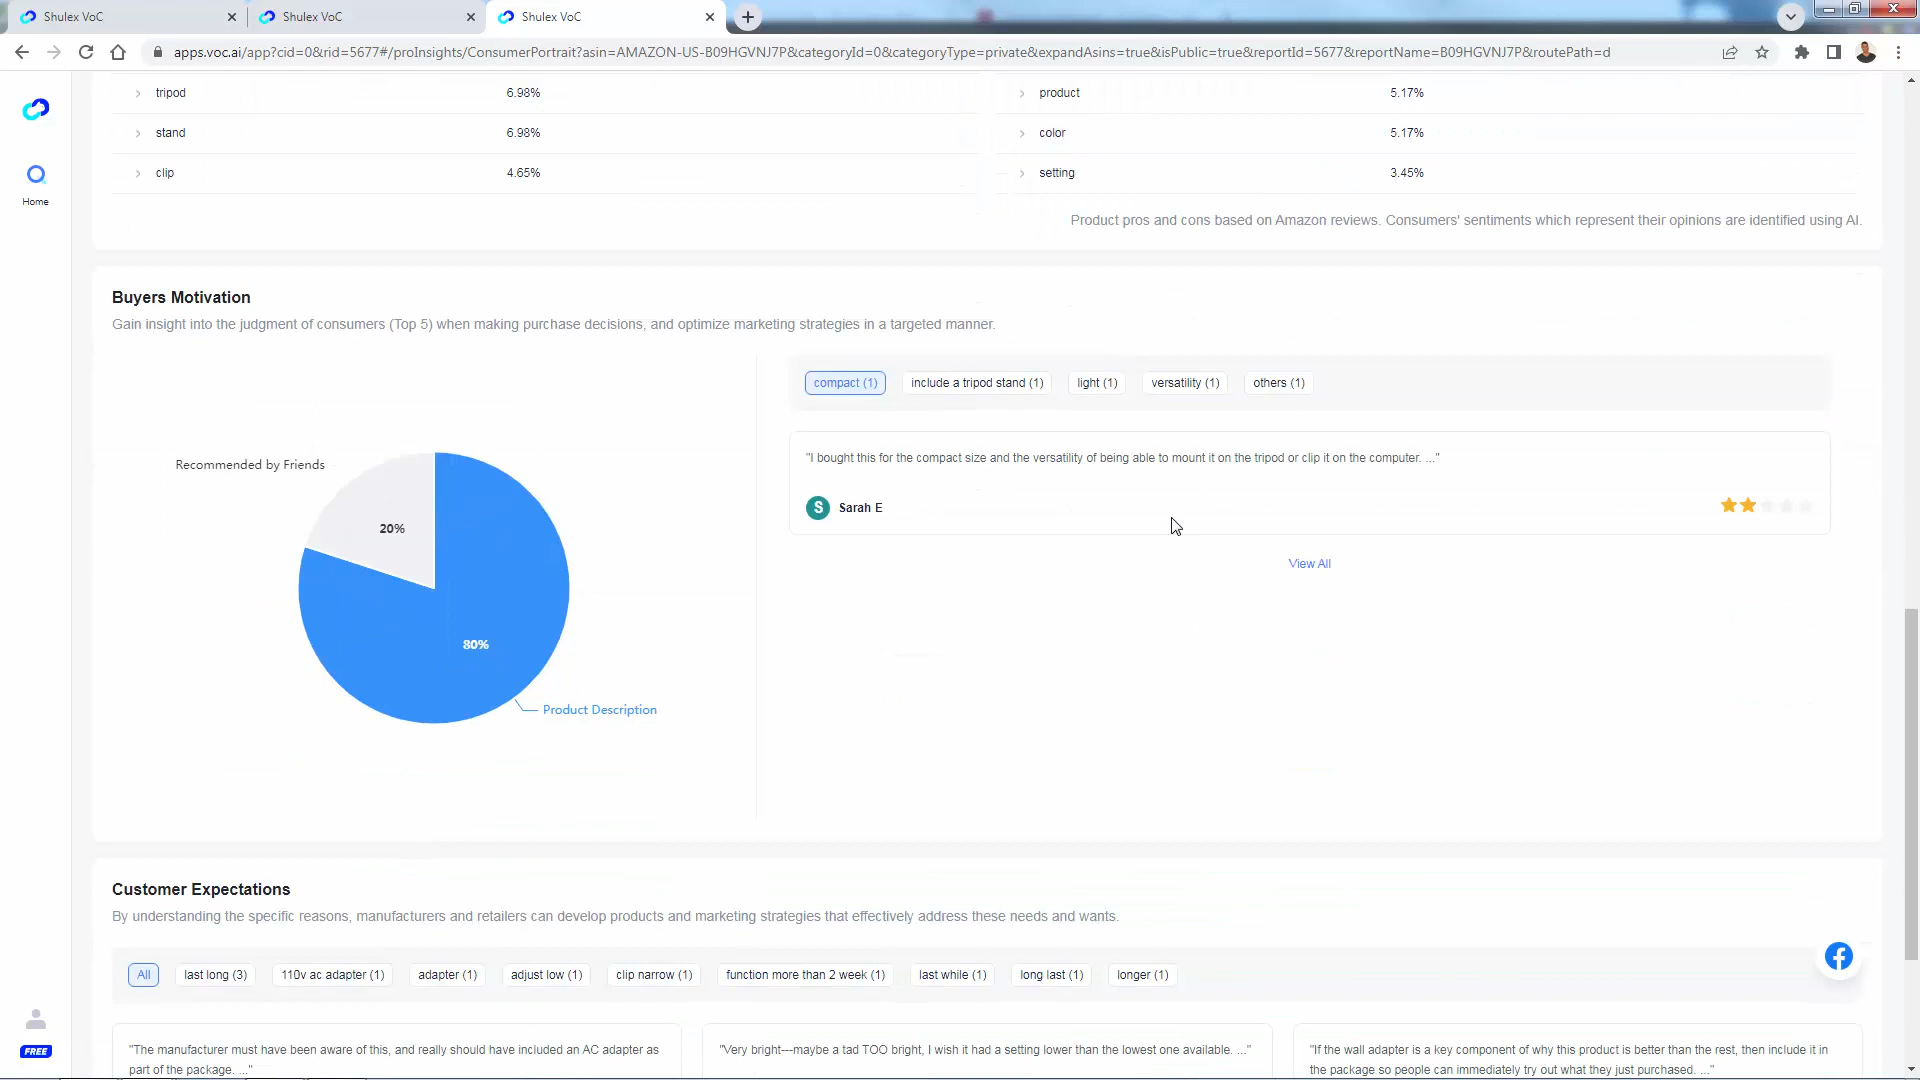 Shulex VoC
Shulex VoC
Shulex VoC
apps.voc.ai/app?cid=0&rid=5677#/proInsights/ConsumerPortrait?asin=AMAZON-US-B09HGVNJ7P&categoryId=0&categoryType=private&expandAsins=true&isPublic=true&reportId=5677&reportName=B09HGVNJ7P&routePath=d
Home
tripod 6.98%
stand 6.98%
clip 4.65%
product 5.17%
color 5.17%
setting 3.45%
Product pros and cons based on Amazon reviews. Consumers' sentiments which represent their opinions are identified using AI.
Buyers Motivation
Gain insight into the judgment of consumers (Top 5) when making purchase decisions, and optimize marketing strategies in a targeted manner.
Recommended by Friends
20%
80%
Product Description
compact (1) include a tripod stand (1) light (1) versatility (1) others (1)
"I bought this for the compact size and the versatility of being able to mount it on the tripod or clip it on the computer. ..."
S Sarah E
View All
Customer Expectations
By understanding the specific reasons, manufacturers and retailers can develop products and marketing strategies that effectively address these needs and wants.
All last long (3) 110v ac adapter (1) adapter (1) adjust low (1) clip narrow (1) function more than 2 week (1) last while (1) long last (1) longer (1)
"The manufacturer must have been aware of this, and really should have included an AC adapter as
part of the package. ..."
"Very bright---maybe a tad TOO bright, I wish it had a setting lower than the lowest one available. ..."
"If the wall adapter is a key component of why this product is better than the rest, then include it in
the package so people can immediately try out what they just purchased. ..."
FREE